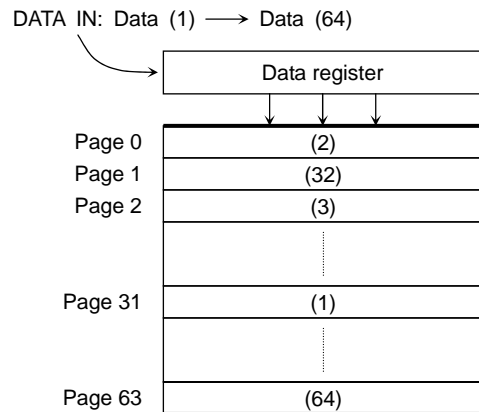 DATA IN: Data (1) → Data (64)
Data register
Page 0 (2)
Page 1 (32)
Page 2 (3)
Page 31 (1)
Page 63 (64)